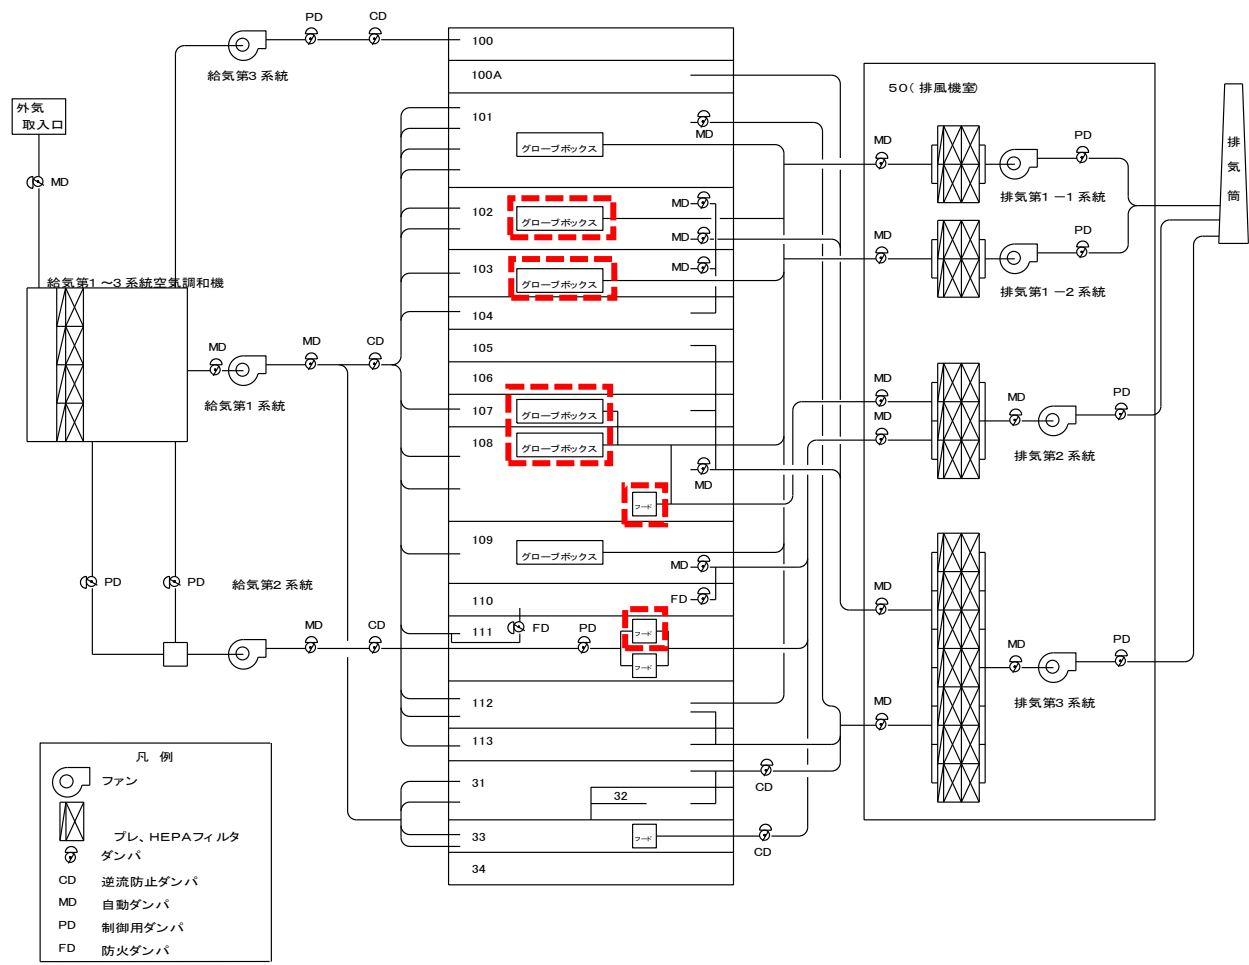 PD
CD
給気第3系統
外気
取入口
MD
給気第1～3系統空気調和機
MD
MD
CD
給気第1系統
PD
PD
給気第2系統
MD
CD
100
100A
101
MD
グローブボックス
102
グローブボックス
MD
MD
103
グローブボックス
MD
104
105
106
107
グローブボックス
108
グローブボックス
MD
フード
109
グローブボックス
MD
110
FD
111
FD
PD
フード
フード
112
113
31
32
CD
33
フード
CD
34
50(排風機室)
MD
PD
排気第1－1系統
MD
PD
排気第1－2系統
MD
MD
MD
PD
排気第2系統
MD
MD
PD
排気第3系統
MD
排気筒
凡例
ファン
プレ、HEPAフィルタ
ダンパ
CD 逆流防止ダンパ
MD 自動ダンパ
PD 制御用ダンパ
FD 防火ダンパ